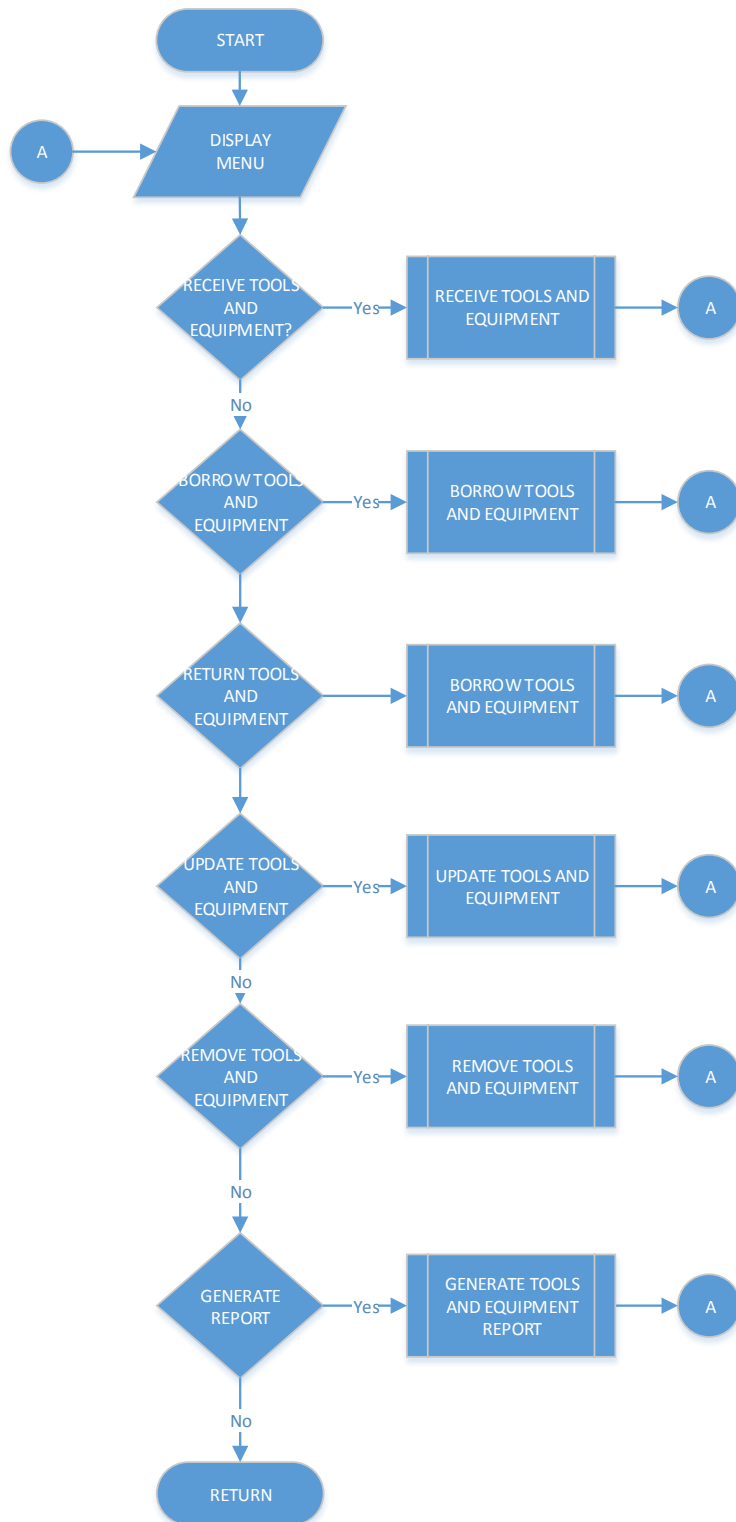 START
A
DISPLAY
MENU
RECEIVE TOOLS
AND
EQUIPMENT?
Yes
RECEIVE TOOLS AND
EQUIPMENT
A
No
BORROW TOOLS
AND
EQUIPMENT
Yes
BORROW TOOLS
AND EQUIPMENT
A
RETURN TOOLS
AND
EQUIPMENT
BORROW TOOLS
AND EQUIPMENT
A
UPDATE TOOLS
AND
EQUIPMENT
Yes
UPDATE TOOLS AND
EQUIPMENT
A
No
REMOVE TOOLS
AND
EQUIPMENT
Yes
REMOVE TOOLS
AND EQUIPMENT
A
No
GENERATE
REPORT
Yes
GENERATE TOOLS
AND EQUIPMENT
REPORT
A
No
RETURN